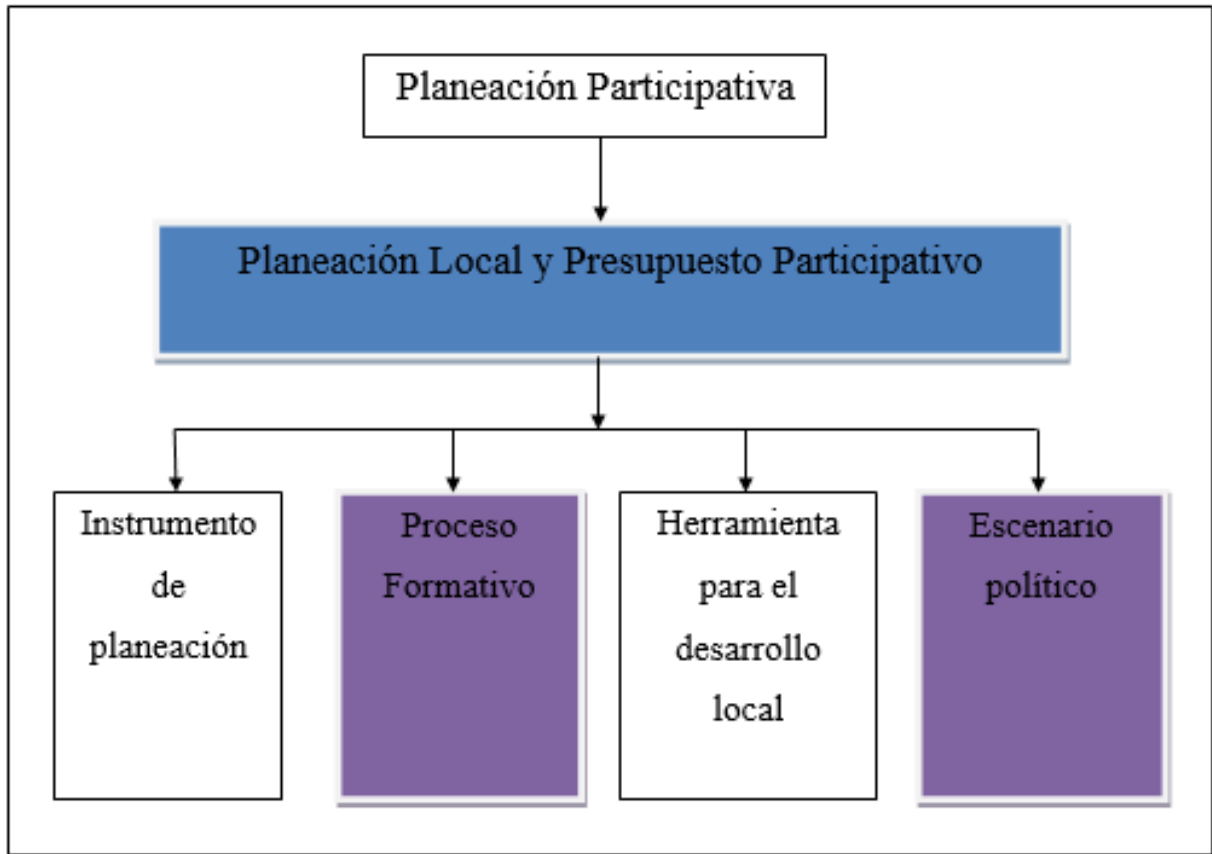 Planeación Participativa
Planeación Local y Presupuesto Participativo
Instrumento
de
planeación
Proceso
Formativo
Herramienta
para el
desarrollo
local
Escenario
político